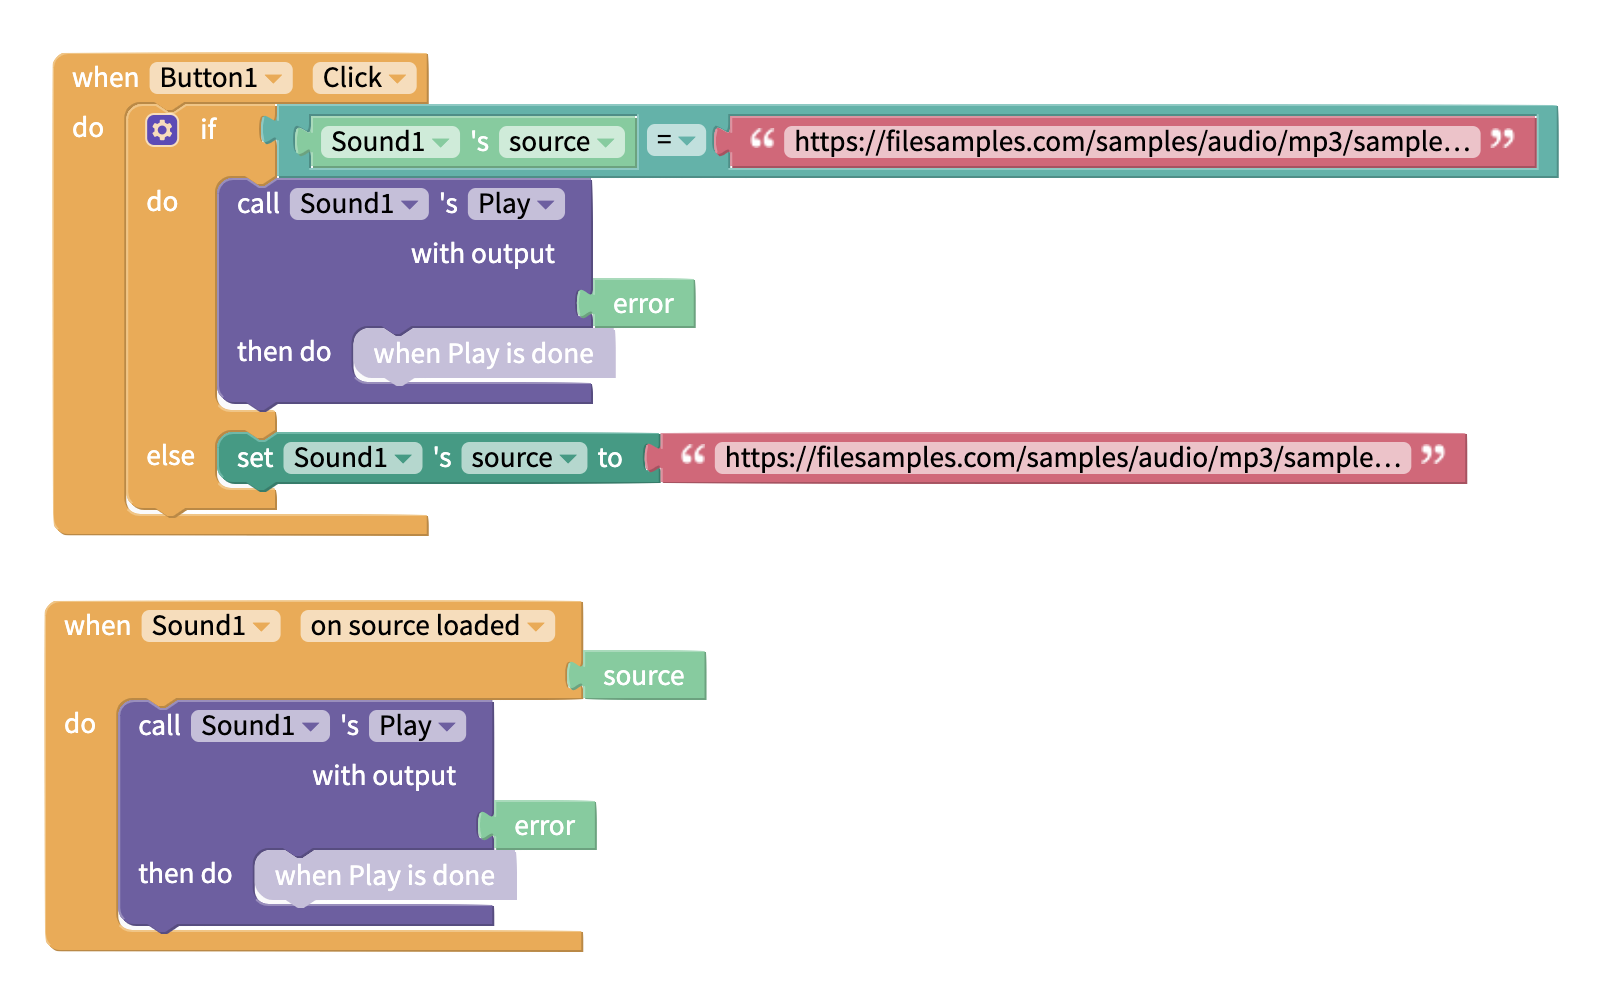 when Button1 Click
do if Sound1 's source = “ https://filesamples.com/samples/audio/mp3/sample… ”
do call Sound1 's Play
with output
error
then do when Play is done
else set Sound1 's source to “ https://filesamples.com/samples/audio/mp3/sample… ”
when Sound1 on source loaded
source
do call Sound1 's Play
with output
error
then do when Play is done